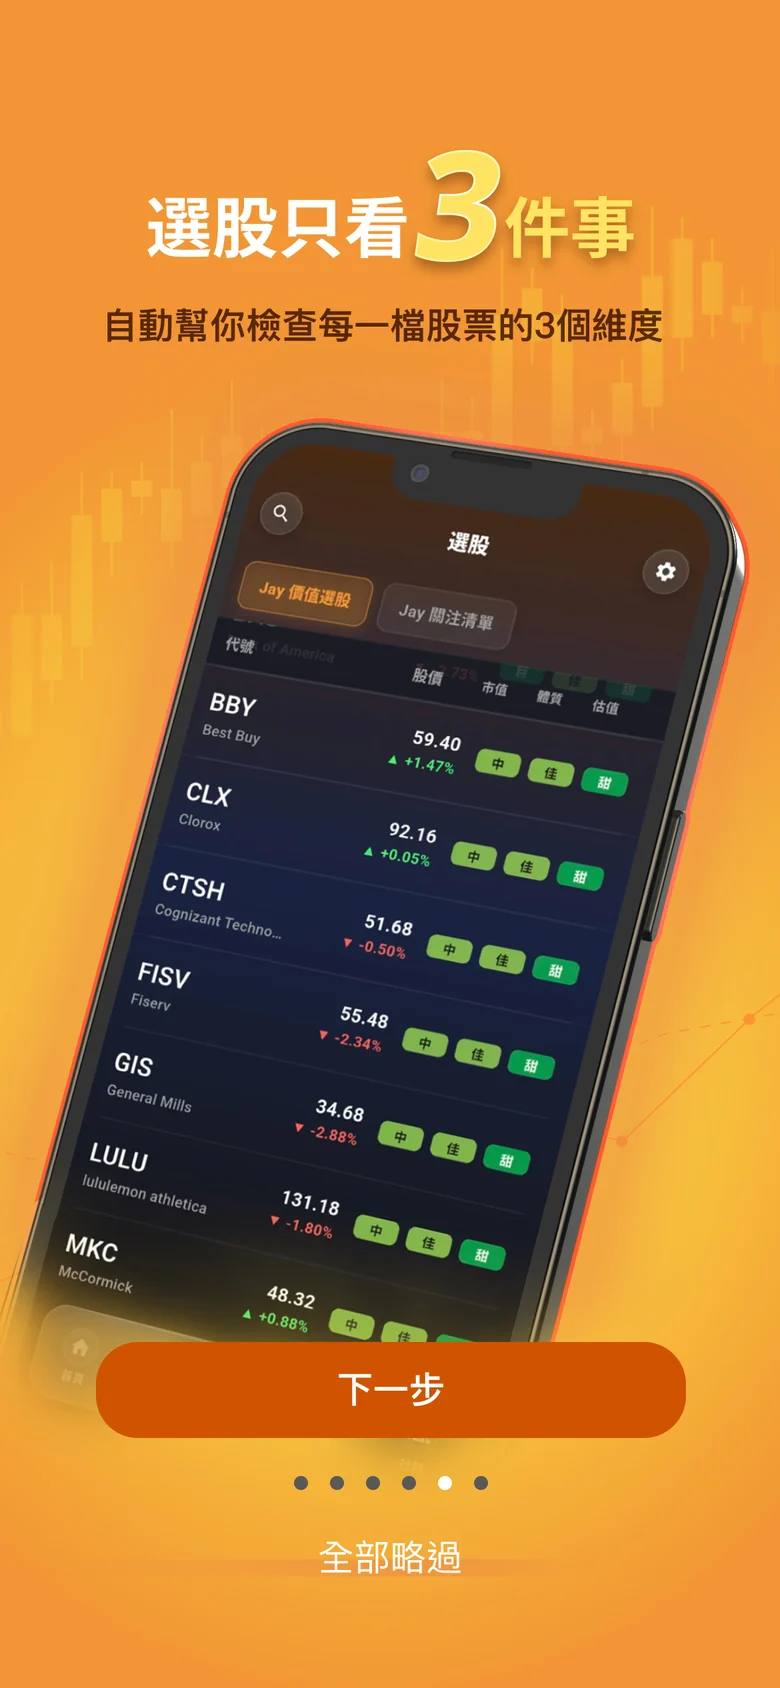 選股只看3件事
自動幫你檢查每一檔股票的3個維度
選股
Jay 價值選股
Jay 關注清單
of America
代號 股價 市值 體質 估值
BBY 59.40 中 佳 甜
Best Buy ▲ +1.47%
CLX 92.16 中 佳 甜
Clorox ▲ +0.05%
CTSH 51.68 中 佳 甜
Cognizant Techno... ▼ -0.50%
FISV 55.48 中 佳 甜
Fiserv ▼ -2.34%
GIS 34.68 中 佳 甜
General Mills ▼ -2.88%
LULU 131.18 中 佳 甜
lululemon athletica ▼ -1.80%
MKC 48.32 中 佳
McCormick ▲ +0.88%
首頁
下一步
全部略過